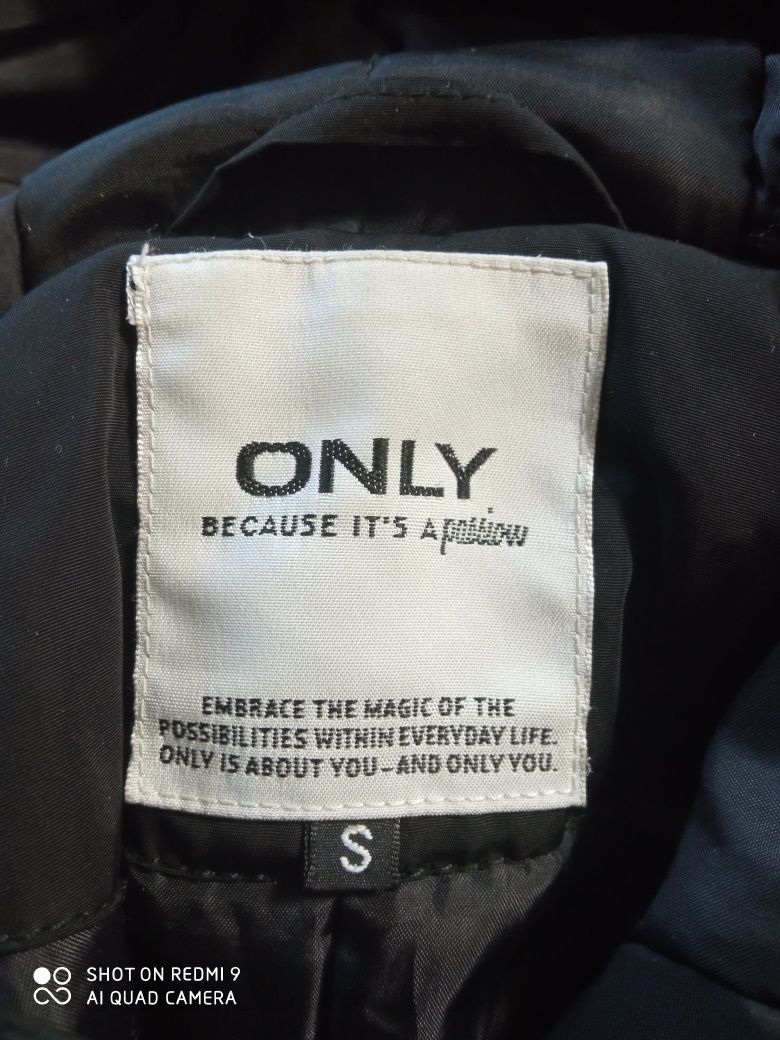 ONLY
BECAUSE IT'S A
EMBRACE THE MAGIC OF THE
POSSIBILITIES WITHIN EVERYDAY LIFE.
ONLY IS ABOUT YOU-AND ONLY YOU.
S
SHOT ON REDMI 9
AI QUAD CAMERA